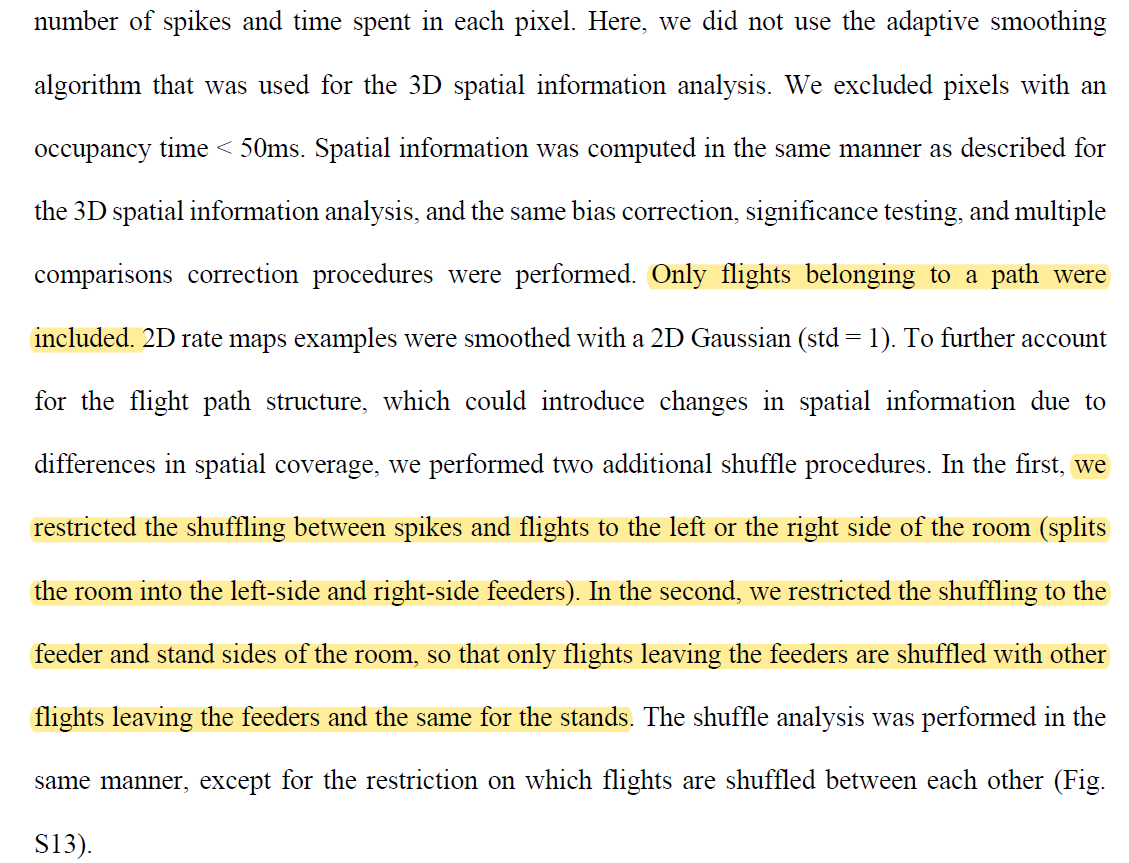 number of spikes and time spent in each pixel. Here, we did not use the adaptive smoothing
algorithm that was used for the 3D spatial information analysis. We excluded pixels with an
occupancy time < 50ms. Spatial information was computed in the same manner as described for
the 3D spatial information analysis, and the same bias correction, significance testing, and multiple
comparisons correction procedures were performed. Only flights belonging to a path were
included. 2D rate maps examples were smoothed with a 2D Gaussian (std = 1). To further account
for the flight path structure, which could introduce changes in spatial information due to
differences in spatial coverage, we performed two additional shuffle procedures. In the first, we
restricted the shuffling between spikes and flights to the left or the right side of the room (splits
the room into the left-side and right-side feeders). In the second, we restricted the shuffling to the
feeder and stand sides of the room, so that only flights leaving the feeders are shuffled with other
flights leaving the feeders and the same for the stands. The shuffle analysis was performed in the
same manner, except for the restriction on which flights are shuffled between each other (Fig.
S13).